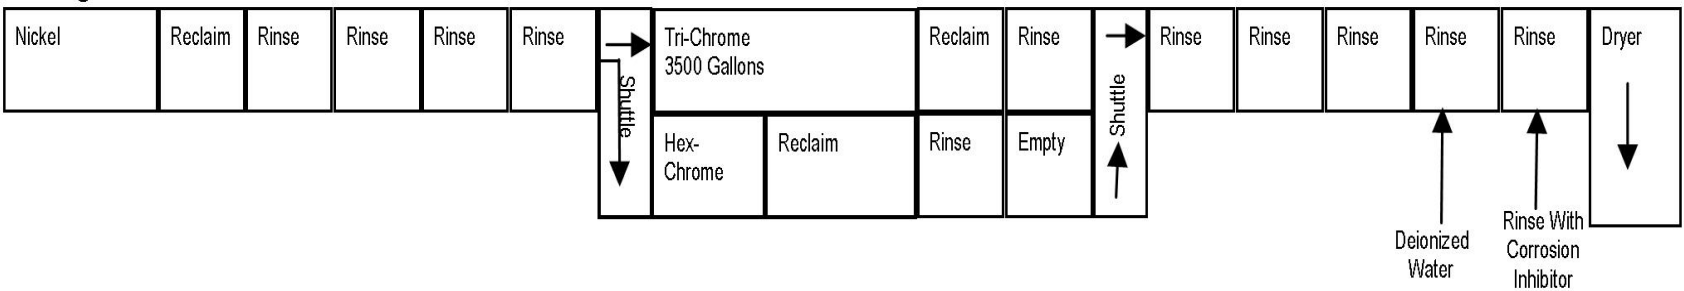 Nickel
Reclaim
Rinse
Rinse
Rinse
Rinse
Shuttle
Tri-Chrome
3500 Gallons
Reclaim
Rinse
Hex-
Chrome
Reclaim
Rinse
Empty
Shuttle
Rinse
Rinse
Rinse
Rinse
Rinse
Dryer
Deionized
Water
Rinse With
Corrosion
Inhibitor